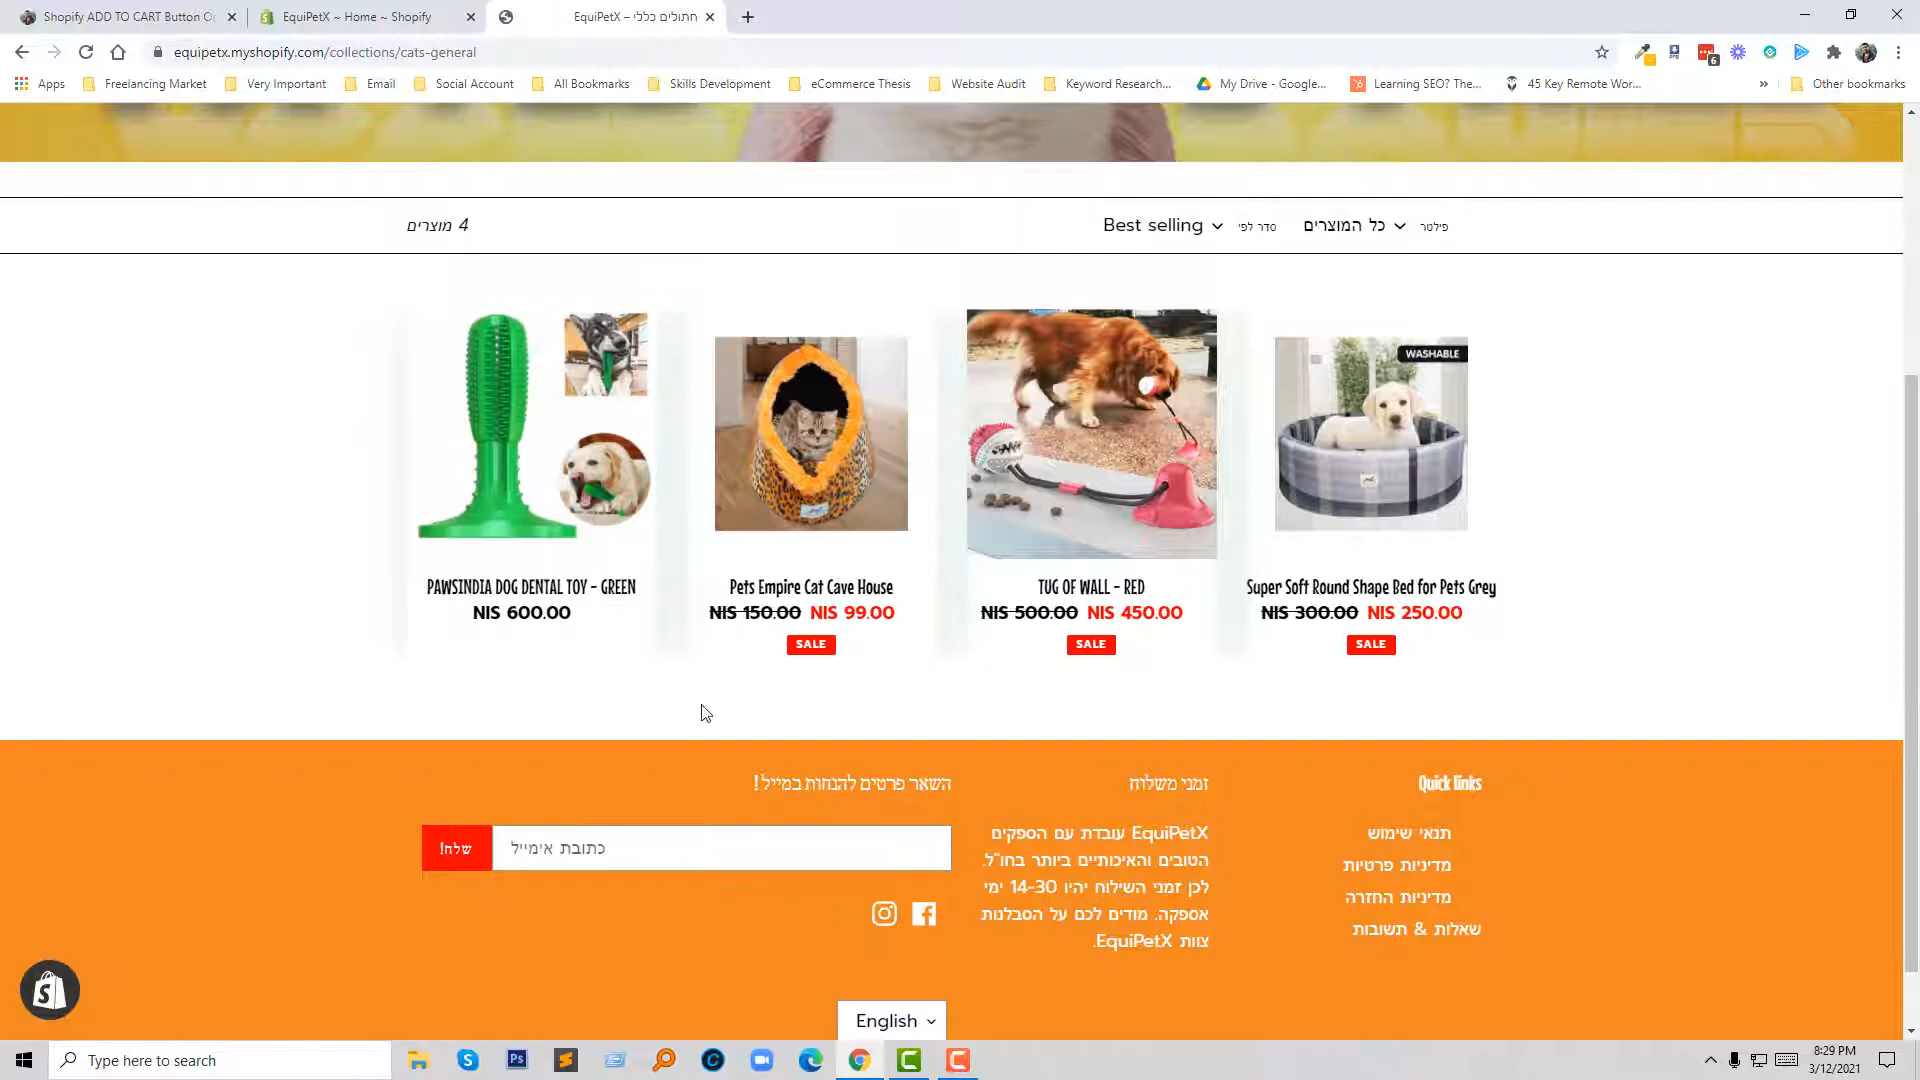 Shopify ADD TO CART Button O
EquiPetX ~ Home ~ Shopify
חתולים כללי – EquiPetX
equipetx.myshopify.com/collections/cats-general
Apps
Freelancing Market
Very Important
Email
Social Account
All Bookmarks
Skills Development
eCommerce Thesis
Website Audit
Keyword Research...
My Drive - Google...
Learning SEO? The...
45 Key Remote Wor...
»
Other bookmarks
פילטר
כל המוצרים
סדר לפי
Best selling
4 מוצרים
WASHABLE
PAWSINDIA DOG DENTAL TOY - GREEN
NIS 600.00
Pets Empire Cat Cave House
NIS 150.00 NIS 99.00
SALE
TUG OF WALL - RED
NIS 500.00 NIS 450.00
SALE
Super Soft Round Shape Bed for Pets Grey
NIS 300.00 NIS 250.00
SALE
Quick links
תנאי שימוש
מדיניות פרטיות
מדיניות החזרה
שאלות & תשובות
זמני משלוח
EquiPetX עובדת עם הספקים
הטובים והאיכותיים ביותר בחו"ל.
לכן זמני השילוח יהיו 14-30 ימי
אספקה. מודים לכם על הסבלנות
צוות EquiPetX.
השאר פרטים להנחות במייל !
כתובת אימייל
שלח!
English
Type here to search
8:29 PM
3/12/2021